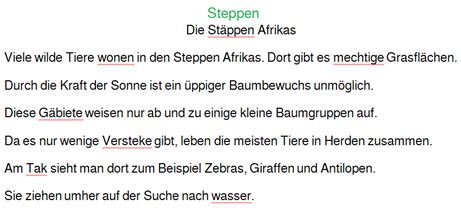 Steppen
Die Stäppen Afrikas
Viele wilde Tiere wonen in den Steppen Afrikas. Dort gibt es mechtige Grasflächen.
Durch die Kraft der Sonne ist ein üppiger Baumbewuchs unmöglich.
Diese Gäbiete weisen nur ab und zu einige kleine Baumgruppen auf.
Da es nur wenige Versteke gibt, leben die meisten Tiere in Herden zusammen.
Am Tak sieht man dort zum Beispiel Zebras, Giraffen und Antilopen.
Sie ziehen umher auf der Suche nach wasser.